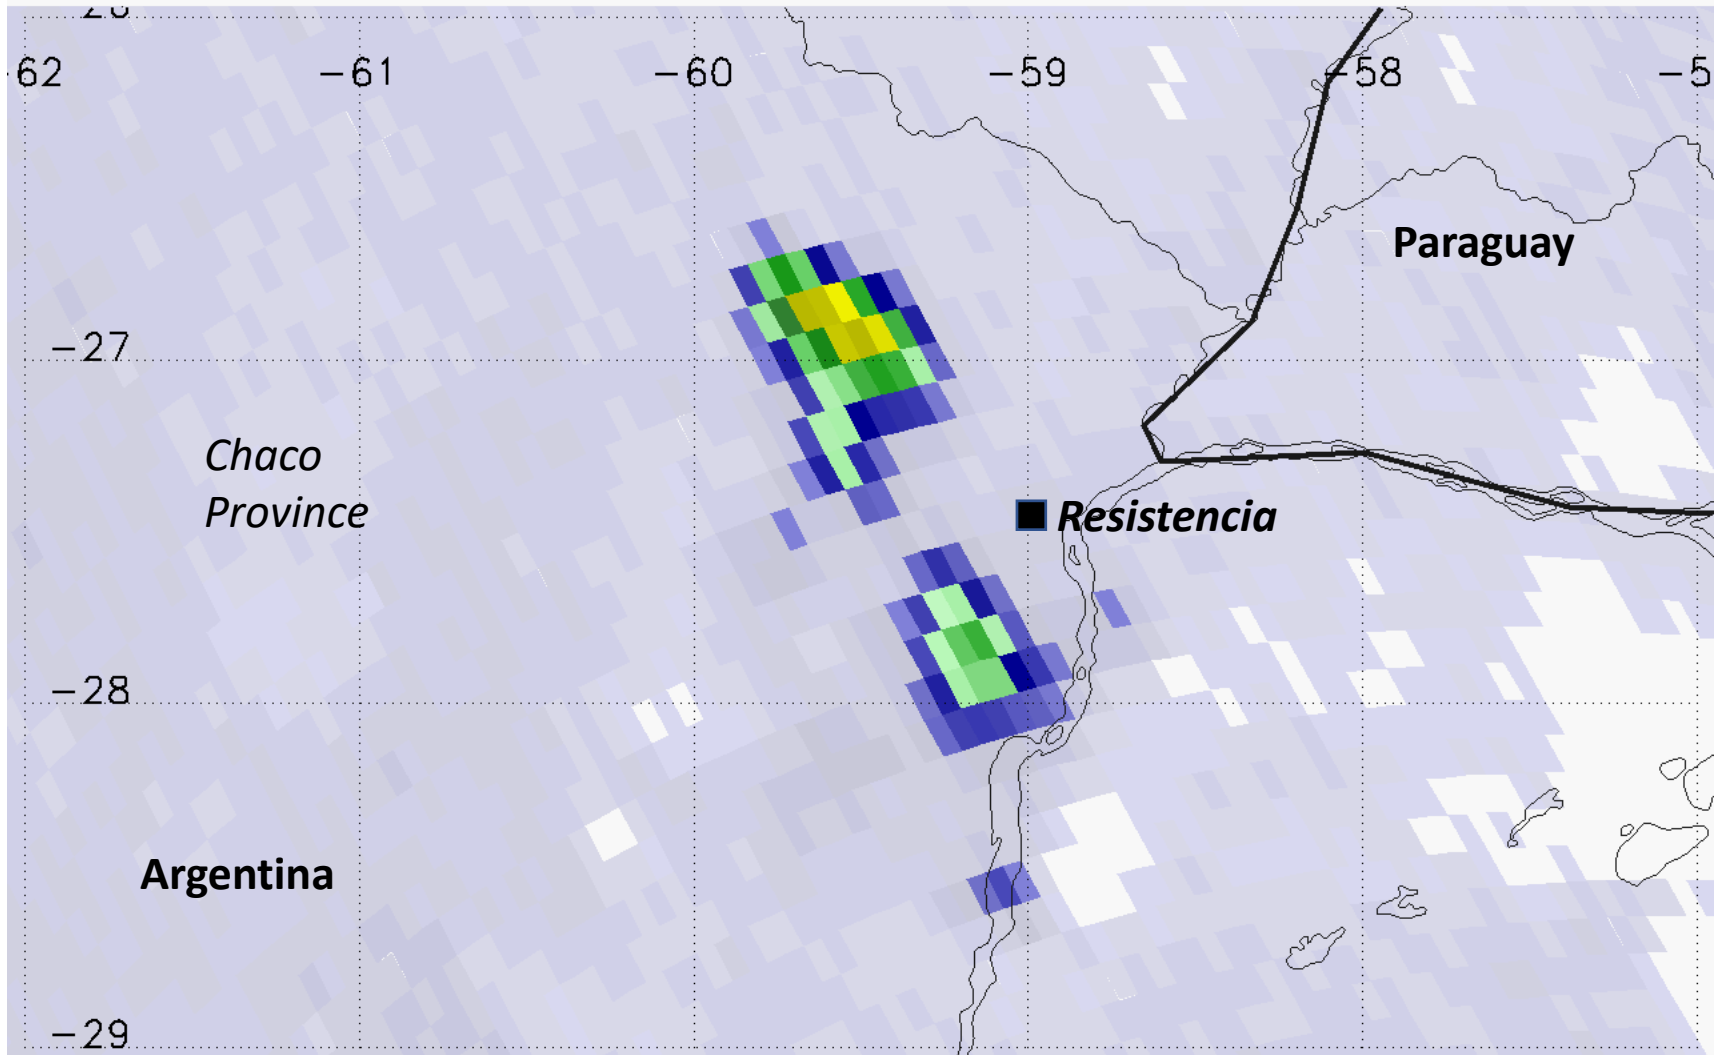 -62 -61 -60 -59 -58
Paraguay
-27
Chaco
Province
Resistencia
-28
Argentina
-29